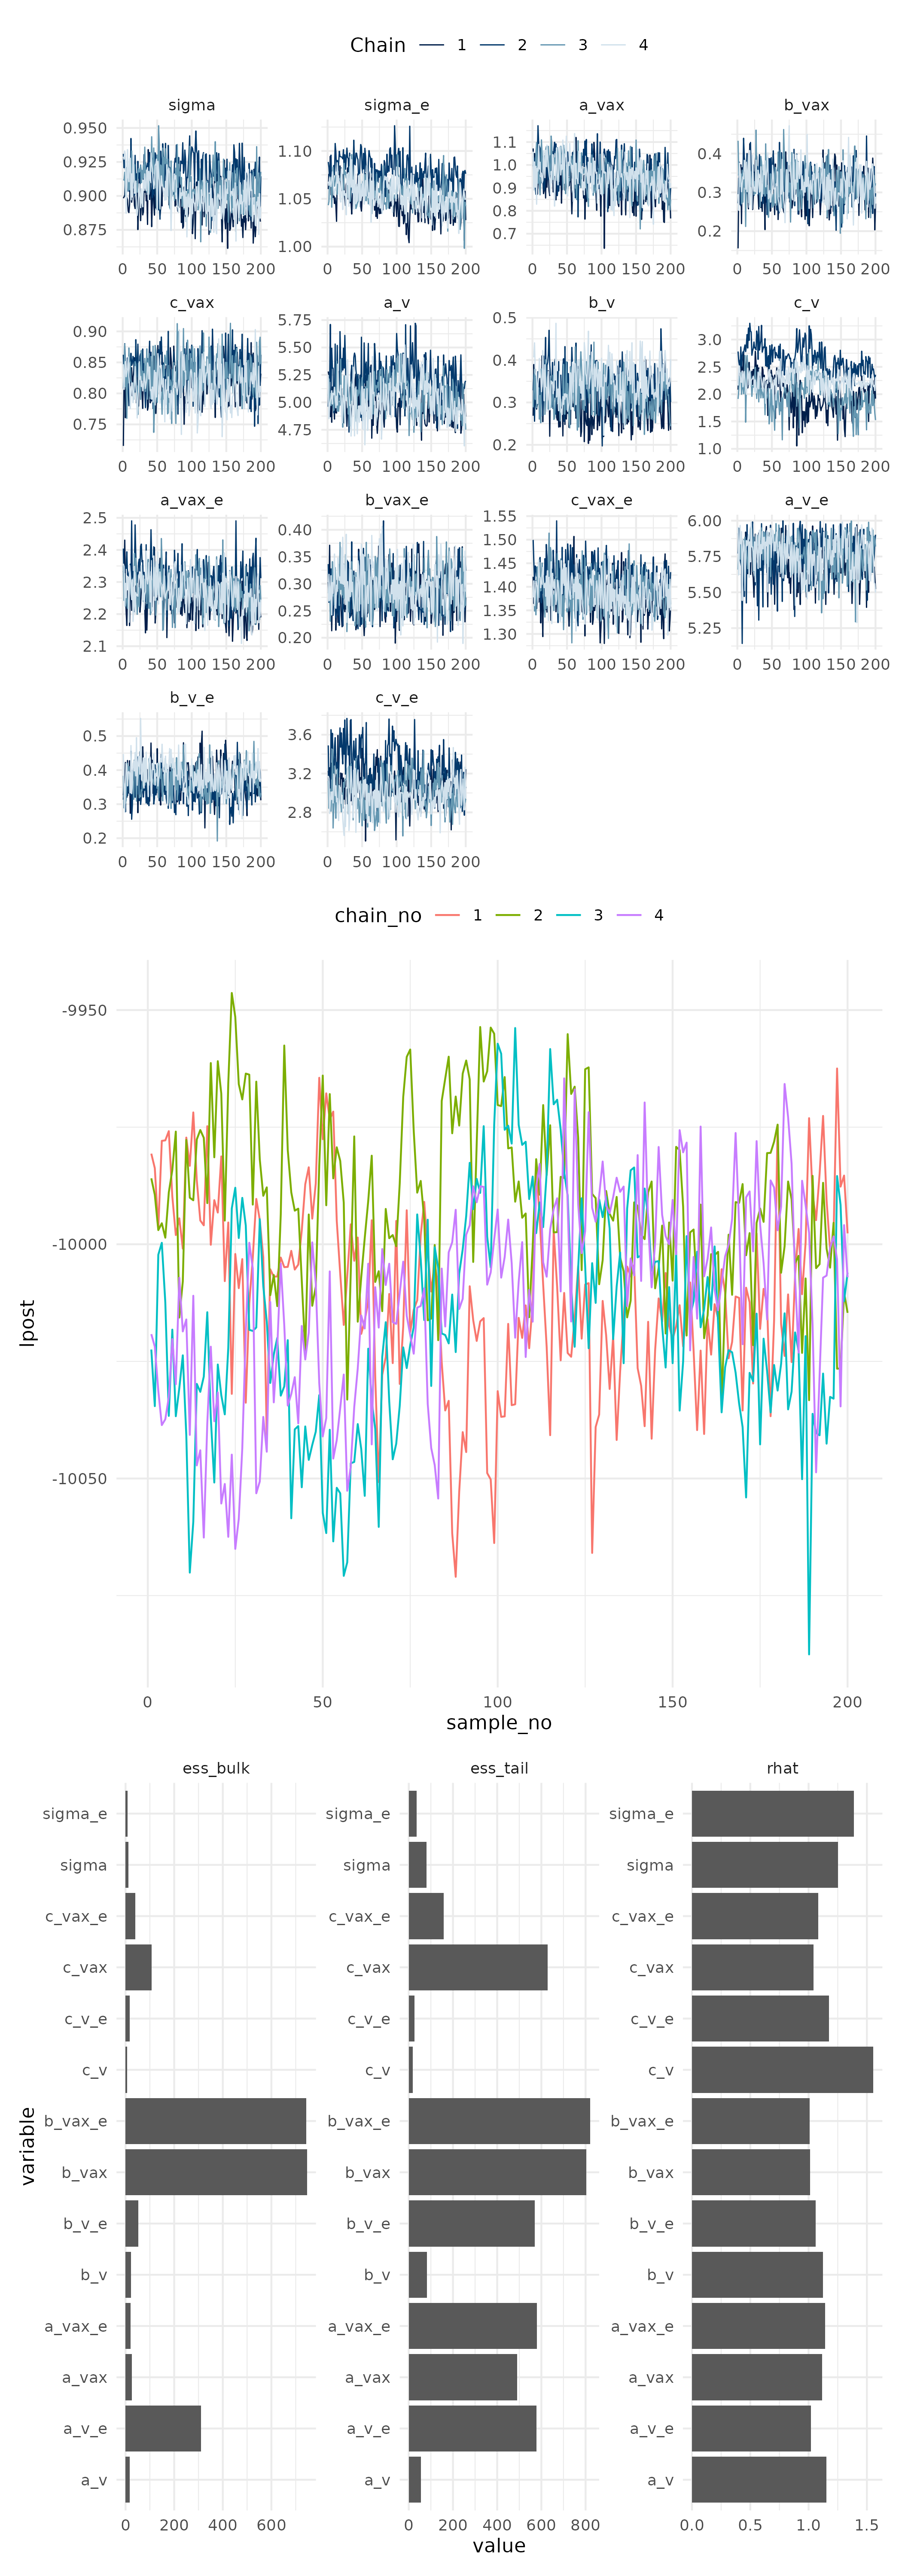 Chain 1 2 3 4
sigma sigma_e a_vax b_vax
0.950 0.925 0.900 0.875
1.10 1.05 1.00
1.1 1.0 0.9 0.8 0.7
0.4 0.3 0.2
0 50 100 150 200 0 50 100 150 200 0 50 100 150 200 0 50 100 150 200
c_vax a_v b_v c_v
0.90 0.85 0.80 0.75
5.75 5.50 5.25 5.00 4.75
0.5 0.4 0.3 0.2
3.0 2.5 2.0 1.5 1.0
0 50 100 150 200 0 50 100 150 200 0 50 100 150 200 0 50 100 150 200
a_vax_e b_vax_e c_vax_e a_v_e
2.5 2.4 2.3 2.2 2.1
0.40 0.35 0.30 0.25 0.20
1.55 1.50 1.45 1.40 1.35 1.30
6.00 5.75 5.50 5.25
0 50 100 150 200 0 50 100 150 200 0 50 100 150 200 0 50 100 150 200
b_v_e c_v_e
0.5 0.4 0.3 0.2
3.6 3.2 2.8
0 50 100 150 200 0 50 100 150 200
chain_no 1 2 3 4
lpost
-9950
-10000
-10050
0 50 100 150 200
sample_no
ess_bulk ess_tail rhat
variable
sigma_e sigma_e sigma_e
sigma sigma sigma
c_vax_e c_vax_e c_vax_e
c_vax c_vax c_vax
c_v_e c_v_e c_v_e
c_v c_v c_v
b_vax_e b_vax_e b_vax_e
b_vax b_vax b_vax
b_v_e b_v_e b_v_e
b_v b_v b_v
a_vax_e a_vax_e a_vax_e
a_vax a_vax a_vax
a_v_e a_v_e a_v_e
a_v a_v a_v
0 200 400 600 0 200 400 600 800 0.0 0.5 1.0 1.5
value